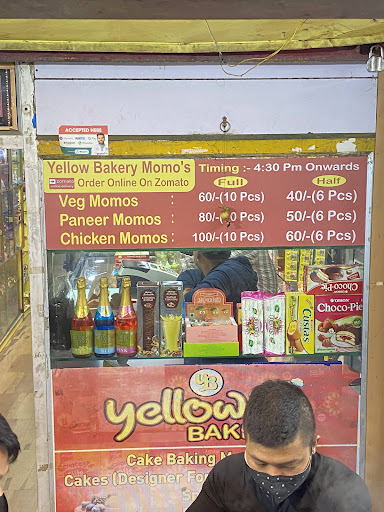 ACCEPTED HERE
Yellow Bakery Momo's
Order Online On Zomato
zomato
Timing :- 4:30 Pm Onwards
Full Half
Veg Momos : 60/-(10 Pcs) 40/-(6 Pcs)
Paneer Momos : 80/-(10 Pcs) 50/-(6 Pcs)
Chicken Momos : 100/-(10 Pcs) 60/-(6 Pcs)
Choco-Pie
ORION
Choco-Pie
YB
yellow
BAK
Cake Baking
Cakes (Designer